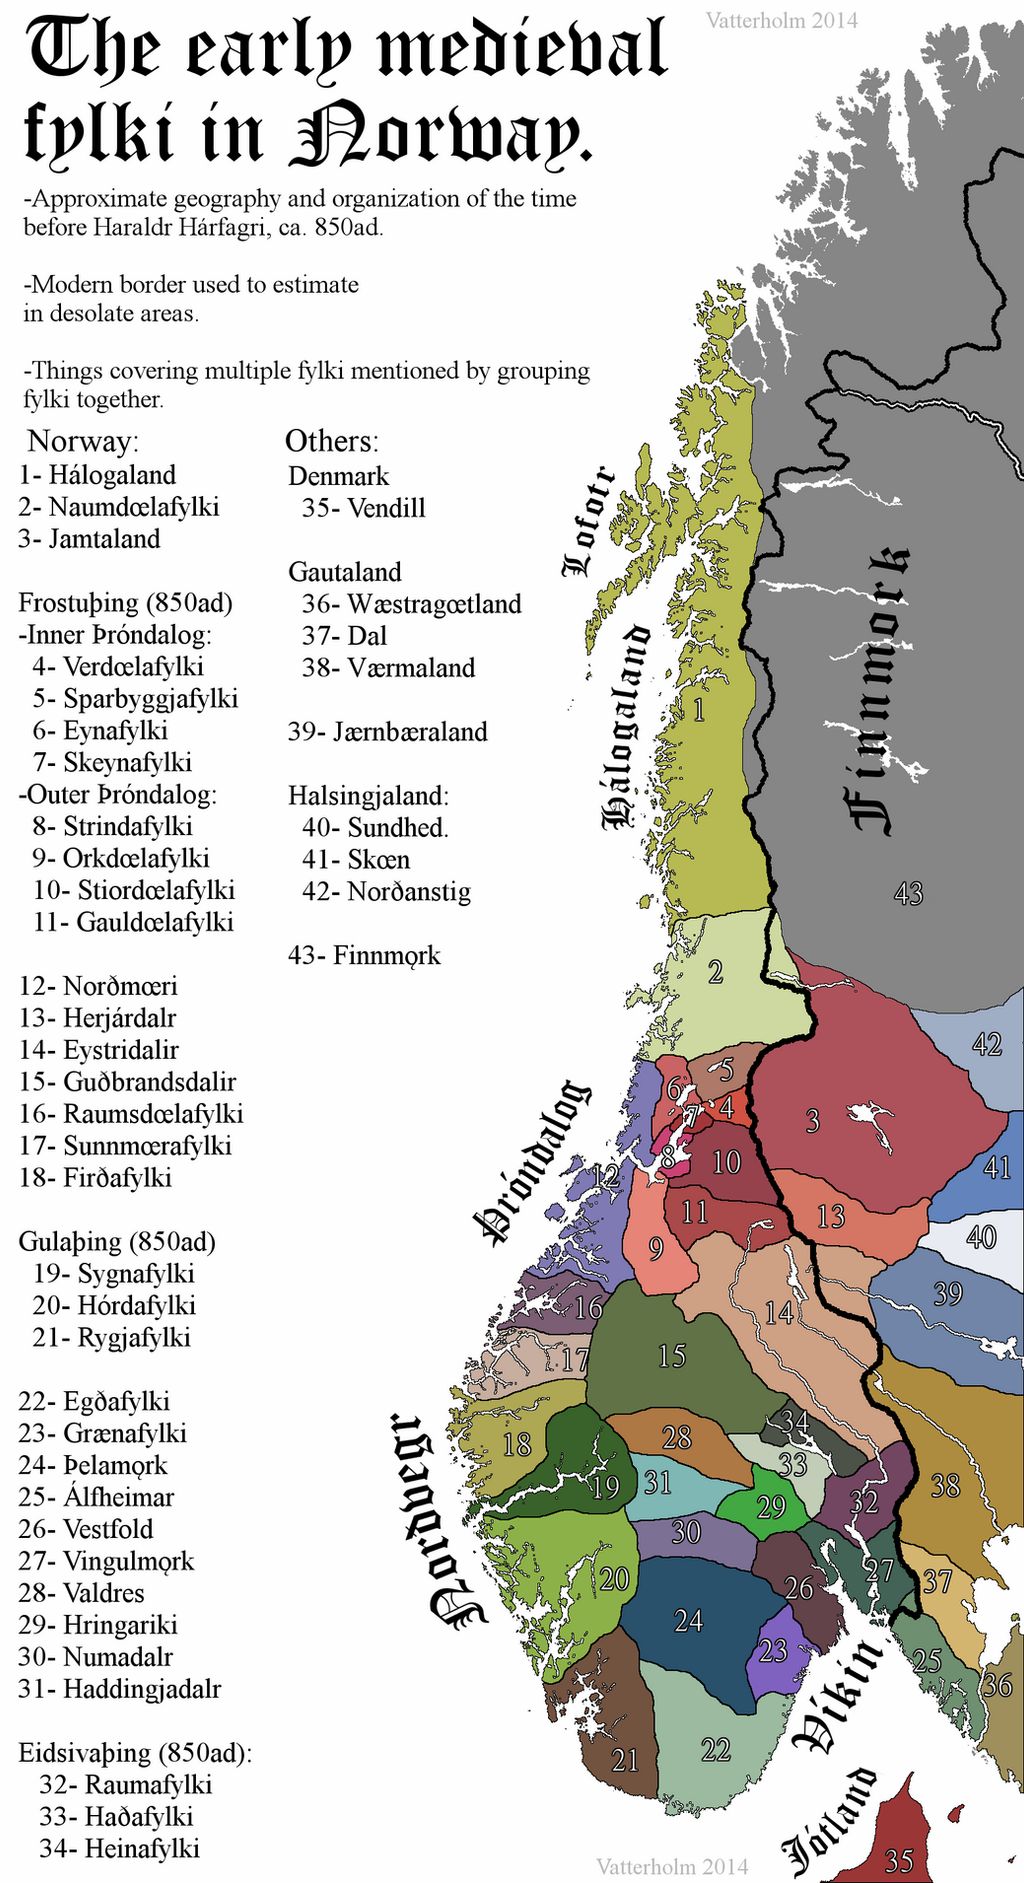 Vatterholm 2014
The early medieval
fylki in Norway.
-Approximate geography and organization of the time
before Haraldr Hárfagri, ca. 850ad.
-Modern border used to estimate
in desolate areas.
-Things covering multiple fylki mentioned by grouping
fylki together.
Norway:
1- Hálogaland
2- Naumdœlafylki
3- Jamtaland
Frostuþing (850ad)
-Inner Þróndalog:
4- Verdœlafylki
5- Sparbyggjafylki
6- Eynafylki
7- Skeynafylki
-Outer Þróndalog:
8- Strindafylki
9- Orkdœlafylki
10- Stiordœlafylki
11- Gauldœlafylki
12- Norðmœri
13- Herjárdalr
14- Eystridalir
15- Guðbrandsdalir
16- Raumsdœlafylki
17- Sunnmœrafylki
18- Firðafylki
Gulaþing (850ad)
19- Sygnafylki
20- Hórdafylki
21- Rygjafylki
22- Egðafylki
23- Grænafylki
24- Þelamǫrk
25- Álfheimar
26- Vestfold
27- Vingulmǫrk
28- Valdres
29- Hringariki
30- Numadalr
31- Haddingjadalr
Eidsivaþing (850ad):
32- Raumafylki
33- Haðafylki
34- Heinafylki
Others:
Denmark
35- Vendill
Gautaland
36- Wæstragœtland
37- Dal
38- Værmaland
39- Jærnbæraland
Halsingjaland:
40- Sundhed.
41- Skœn
42- Norðanstig
43- Finnmǫrk
Lofotr
Hálogaland
Finnmork
Þróndalog
Norðvegr
Víkin
Jótland
1
43
2
42
5
6
7
4
3
8
10
12
41
11
13
9
40
16
14
39
17
15
34
28
18
33
31
19
29
32
38
30
20
26
27
37
24
23
25
36
22
21
35
Vatterholm 2014